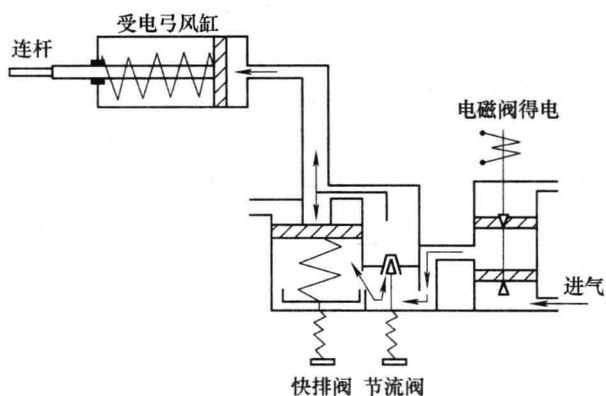 受电弓风缸
连杆
电磁阀得电
进气
快排阀
节流阀